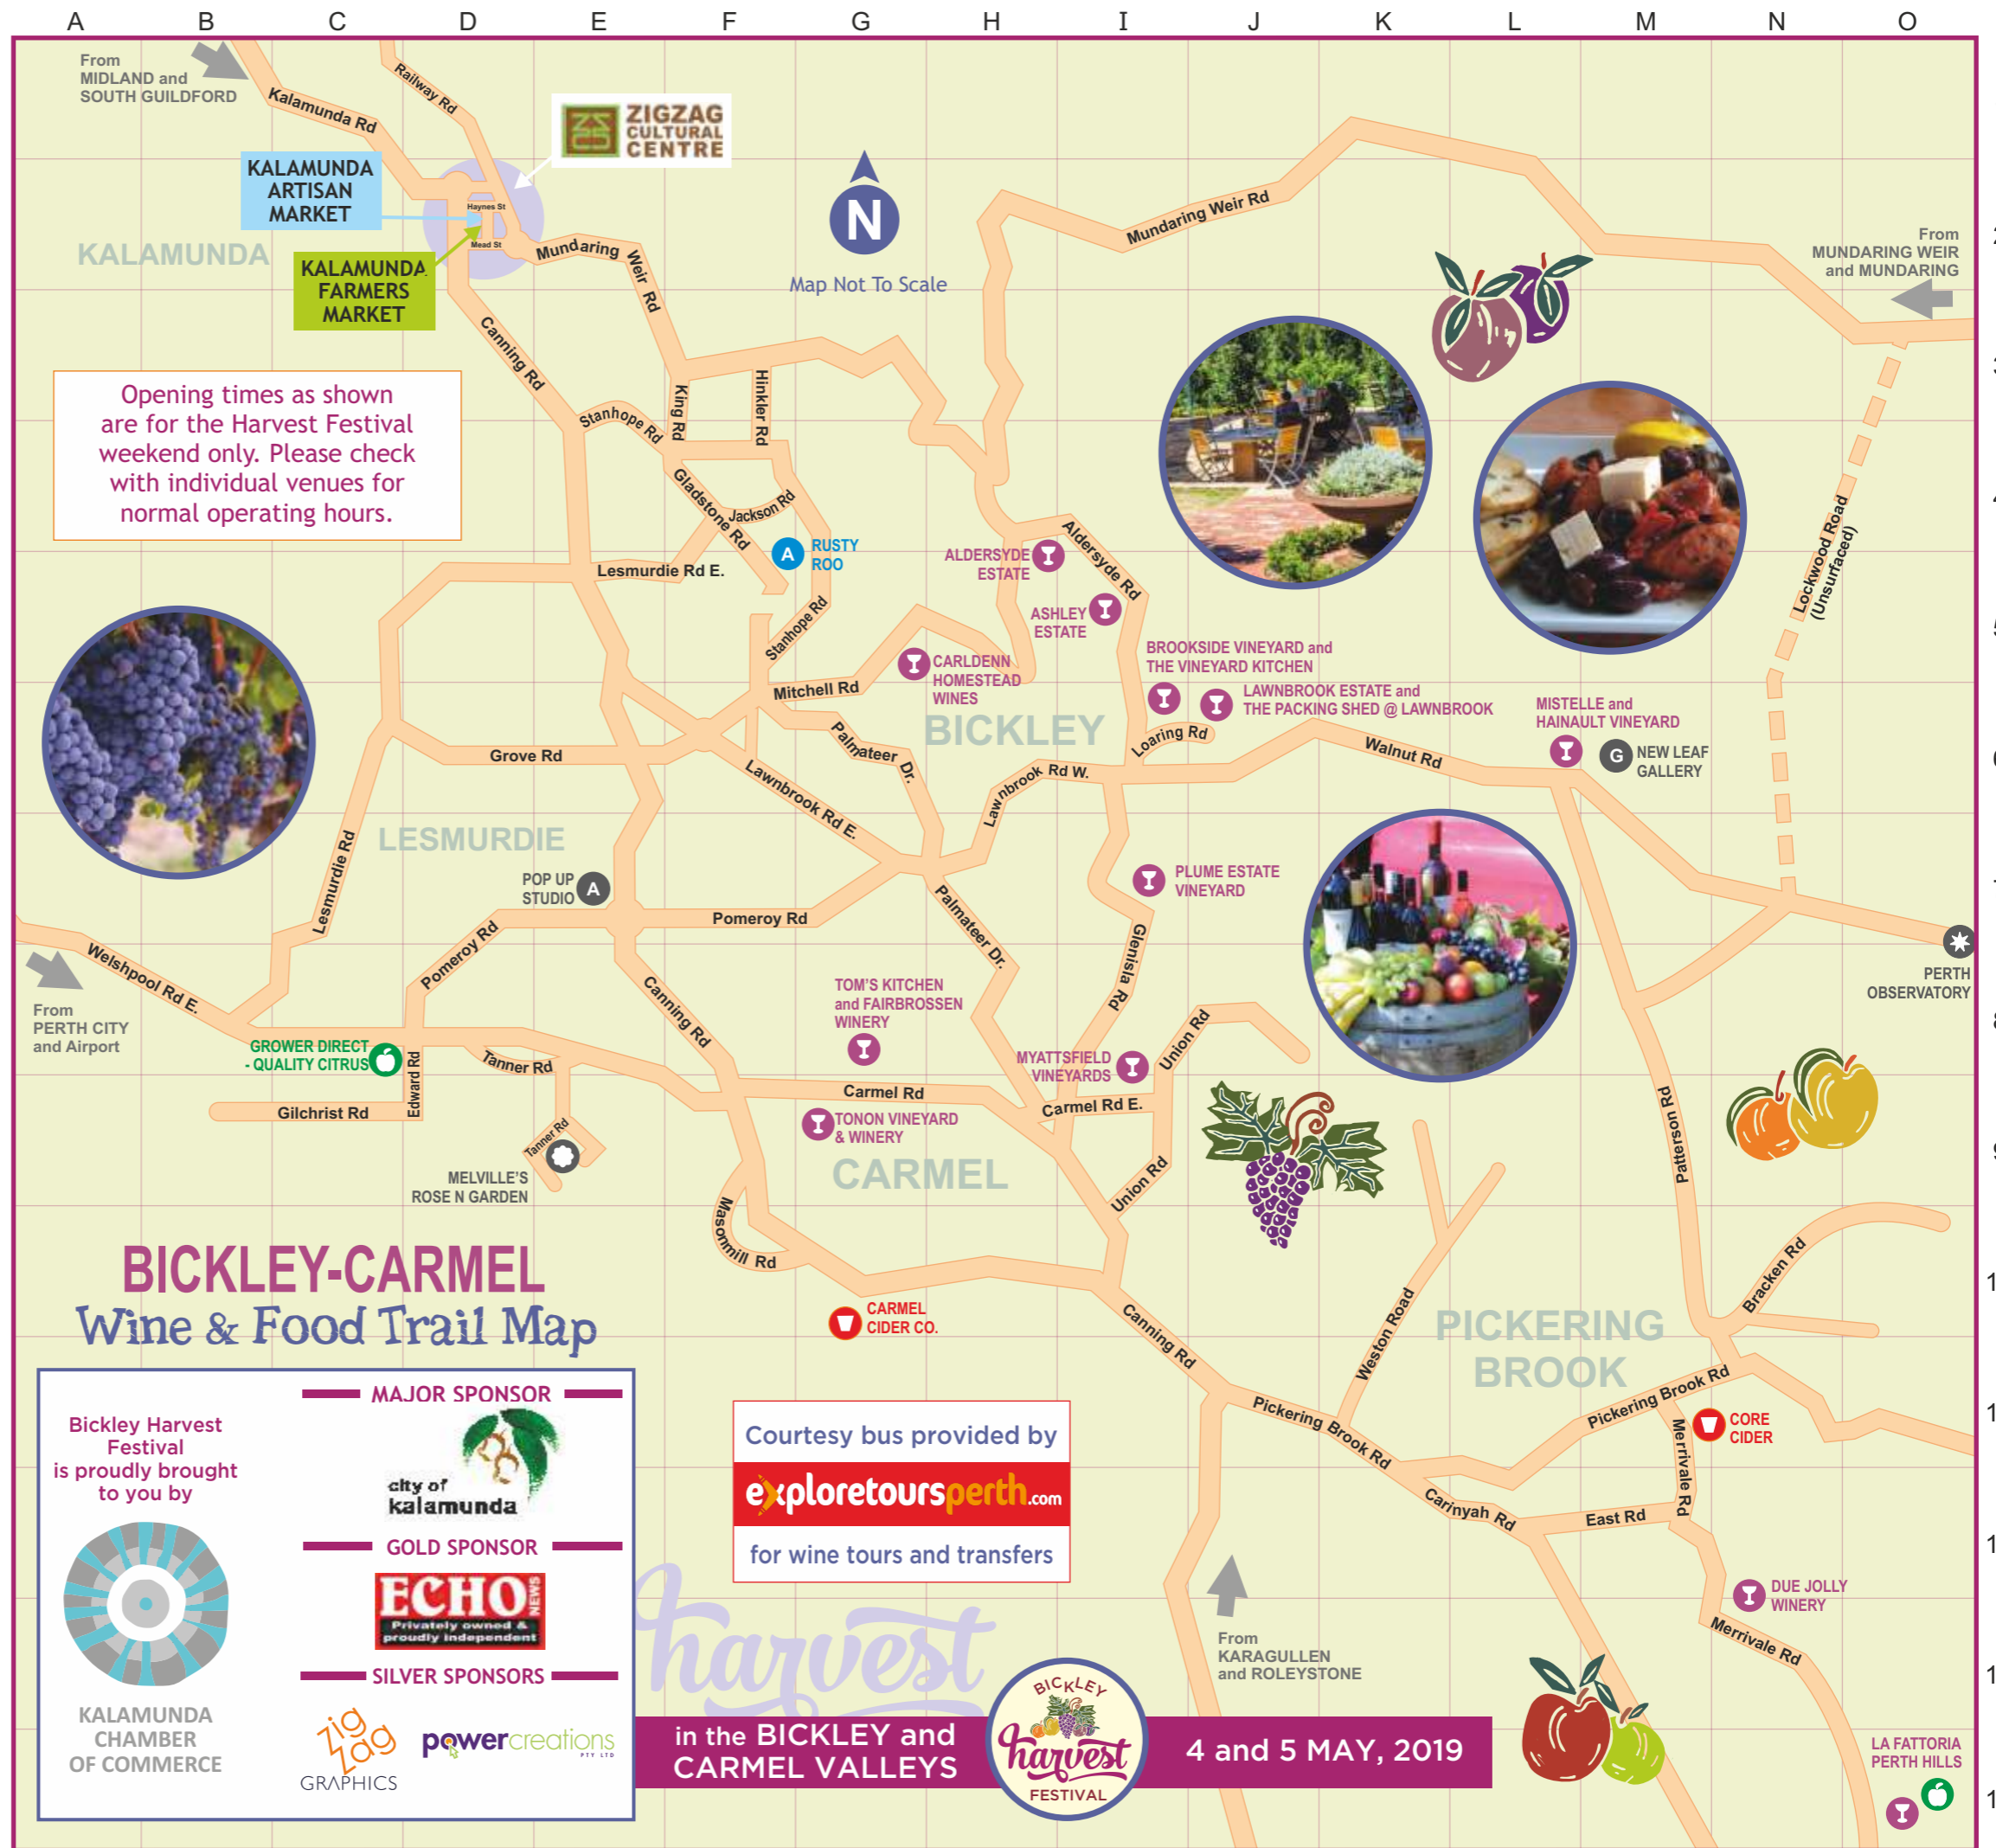 A B C D E F G H I J K L M N O
From
MIDLAND and
SOUTH GUILDFORD
Kalamunda Rd
Railway Rd
ZIGZAG
CULTURAL
CENTRE
KALAMUNDA
ARTISAN
MARKET
Haynes St
Mead St
KALAMUNDA
KALAMUNDA
FARMERS
MARKET
Mundaring
Weir Rd
N
Map Not To Scale
Mundaring Weir Rd
From
MUNDARING WEIR
and MUNDARING
Opening times as shown
are for the Harvest Festival
weekend only. Please check
with individual venues for
normal operating hours.
Canning Rd
Stanhope Rd
King Rd
Hinkler Rd
Gladstone Rd
Jackson Rd
A
RUSTY
ROO
Lesmurdie Rd E.
Stanhope Rd
ALDERSYDE
ESTATE
Aldersyde Rd
ASHLEY
ESTATE
Lockwood Road
(Unsurfaced)
BROOKSIDE VINEYARD and
THE VINEYARD KITCHEN
CARLDENN
HOMESTEAD
WINES
Mitchell Rd
LAWNBROOK ESTATE and
THE PACKING SHED @ LAWNBROOK
MISTELLE and
HAINAULT VINEYARD
G
NEW LEAF
GALLERY
BICKLEY
Loaring Rd
Walnut Rd
Palmateer Dr.
Grove Rd
Lawnbrook Rd E.
Lawnbrook Rd W.
LESMURDIE
Lesmurdie Rd
POP UP
STUDIO
A
Pomeroy Rd
Pomeroy Rd
Palmateer Dr.
PLUME ESTATE
VINEYARD
Glenisla Rd
Welshpool Rd E.
From
PERTH CITY
and Airport
PERTH
OBSERVATORY
Canning Rd
TOM'S KITCHEN
and FAIRBROSSEN
WINERY
GROWER DIRECT
- QUALITY CITRUS
Edward Rd
Tanner Rd
Gilchrist Rd
MYATTSFIELD
VINEYARDS
Union Rd
Carmel Rd
Carmel Rd E.
TONON VINEYARD
& WINERY
CARMEL
Tanner Rd
MELVILLE'S
ROSE N GARDEN
Patterson Rd
Union Rd
Masonmill Rd
BICKLEY-CARMEL
Wine & Food Trail Map
CARMEL
CIDER CO.
Canning Rd
Weston Road
PICKERING
BROOK
Bracken Rd
Pickering Brook Rd
Pickering Brook Rd
CORE
CIDER
Merrivale Rd
Carinyah Rd
East Rd
DUE JOLLY
WINERY
Merrivale Rd
From
KARAGULLEN
and ROLEYSTONE
LA FATTORIA
PERTH HILLS
Bickley Harvest
Festival
is proudly brought
to you by
KALAMUNDA
CHAMBER
OF COMMERCE
MAJOR SPONSOR
city of
kalamunda
GOLD SPONSOR
ECHO NEWS
Privately owned &
proudly independent
SILVER SPONSORS
zig
zag
GRAPHICS
powercreations
PTY LTD
Courtesy bus provided by
exploretoursperth.com
for wine tours and transfers
harvest
in the BICKLEY and
CARMEL VALLEYS
BICKLEY
harvest
FESTIVAL
4 and 5 MAY, 2019